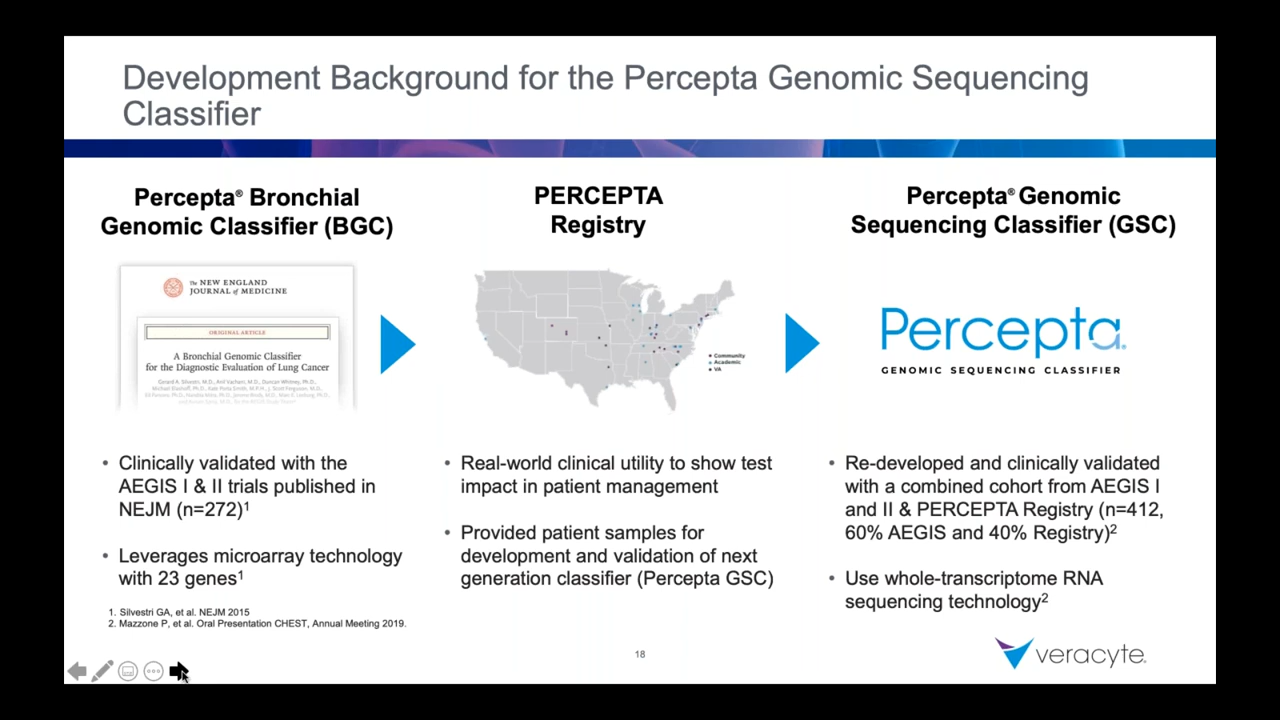 Development Background for the Percepta Genomic Sequencing
Classifier
Percepta® Bronchial
Genomic Classifier (BGC)
The NEW ENGLAND
JOURNAL of MEDICINE
ORIGINAL ARTICLE
A Bronchial Genomic Classifier
for the Diagnostic Evaluation of Lung Cancer
• Clinically validated with the
AEGIS I & II trials published in
NEJM (n=272)1
• Leverages microarray technology
with 23 genes1
PERCEPTA
Registry
Community
Academic
VA
• Real-world clinical utility to show test
impact in patient management
• Provided patient samples for
development and validation of next
generation classifier (Percepta GSC)
Percepta® Genomic
Sequencing Classifier (GSC)
Percepta®
GENOMIC SEQUENCING CLASSIFIER
• Re-developed and clinically validated
with a combined cohort from AEGIS I
and II & PERCEPTA Registry (n=412,
60% AEGIS and 40% Registry)2
• Use whole-transcriptome RNA
sequencing technology2
1. Silvestri GA, et al. NEJM 2015
2. Mazzone P, et al. Oral Presentation CHEST, Annual Meeting 2019.
18
veracyte.